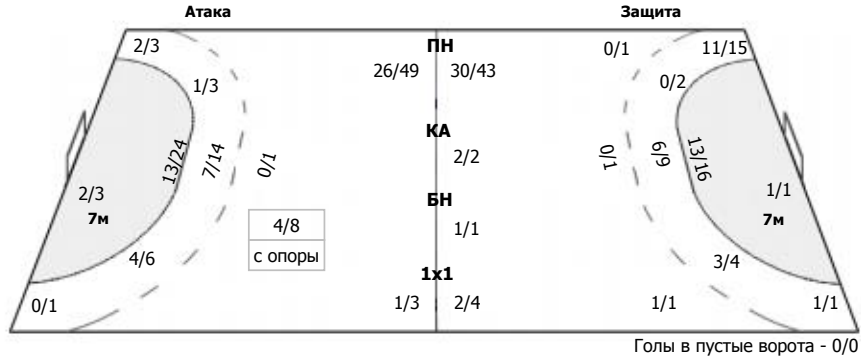 Атака Защита
2/3 ПН 0/1 11/15
1/3 26/49 30/43 0/2
13/24 7/14 0/1 КА 2/2 0/1 6/9 13/16
2/3 1/1
7м БН 7м
4/8 1/1
с опоры
4/6 3/4
1x1
0/1 1/3 2/4 1/1 1/1
Голы в пустые ворота - 0/0